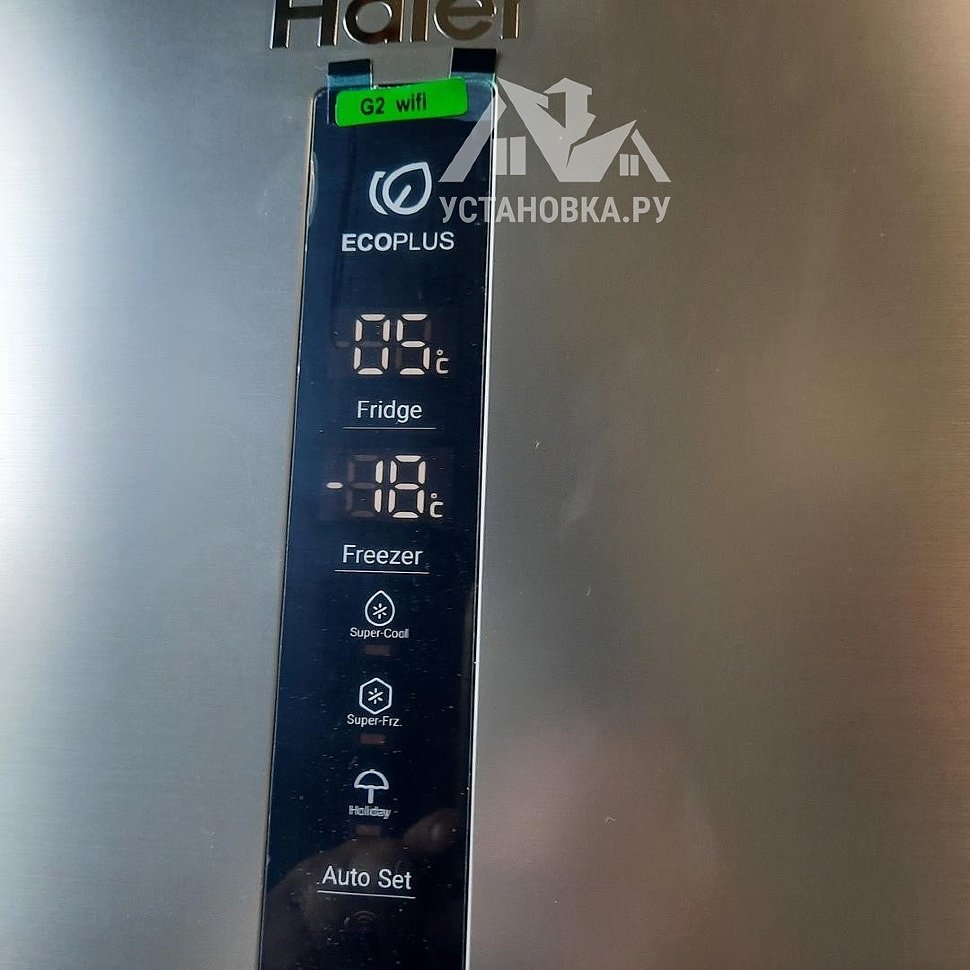 Haier
G2 wifi
УСТАНОВКА.РУ
ECOPLUS
05°C
Fridge
-18°C
Freezer
Super-Cool
Super-Frz.
Holiday
Auto Set